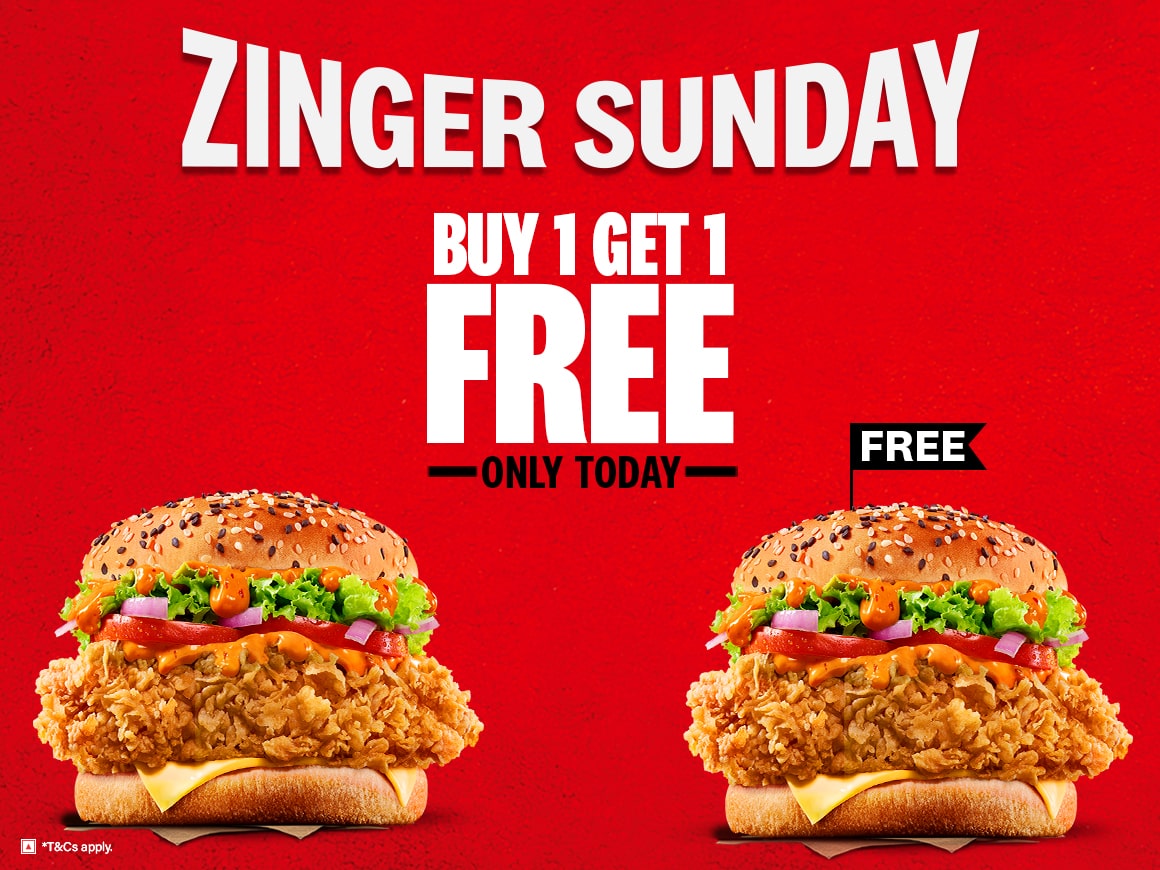 ZINGER SUNDAY
BUY 1 GET 1
FREE
ONLY TODAY
FREE
*T&Cs apply.